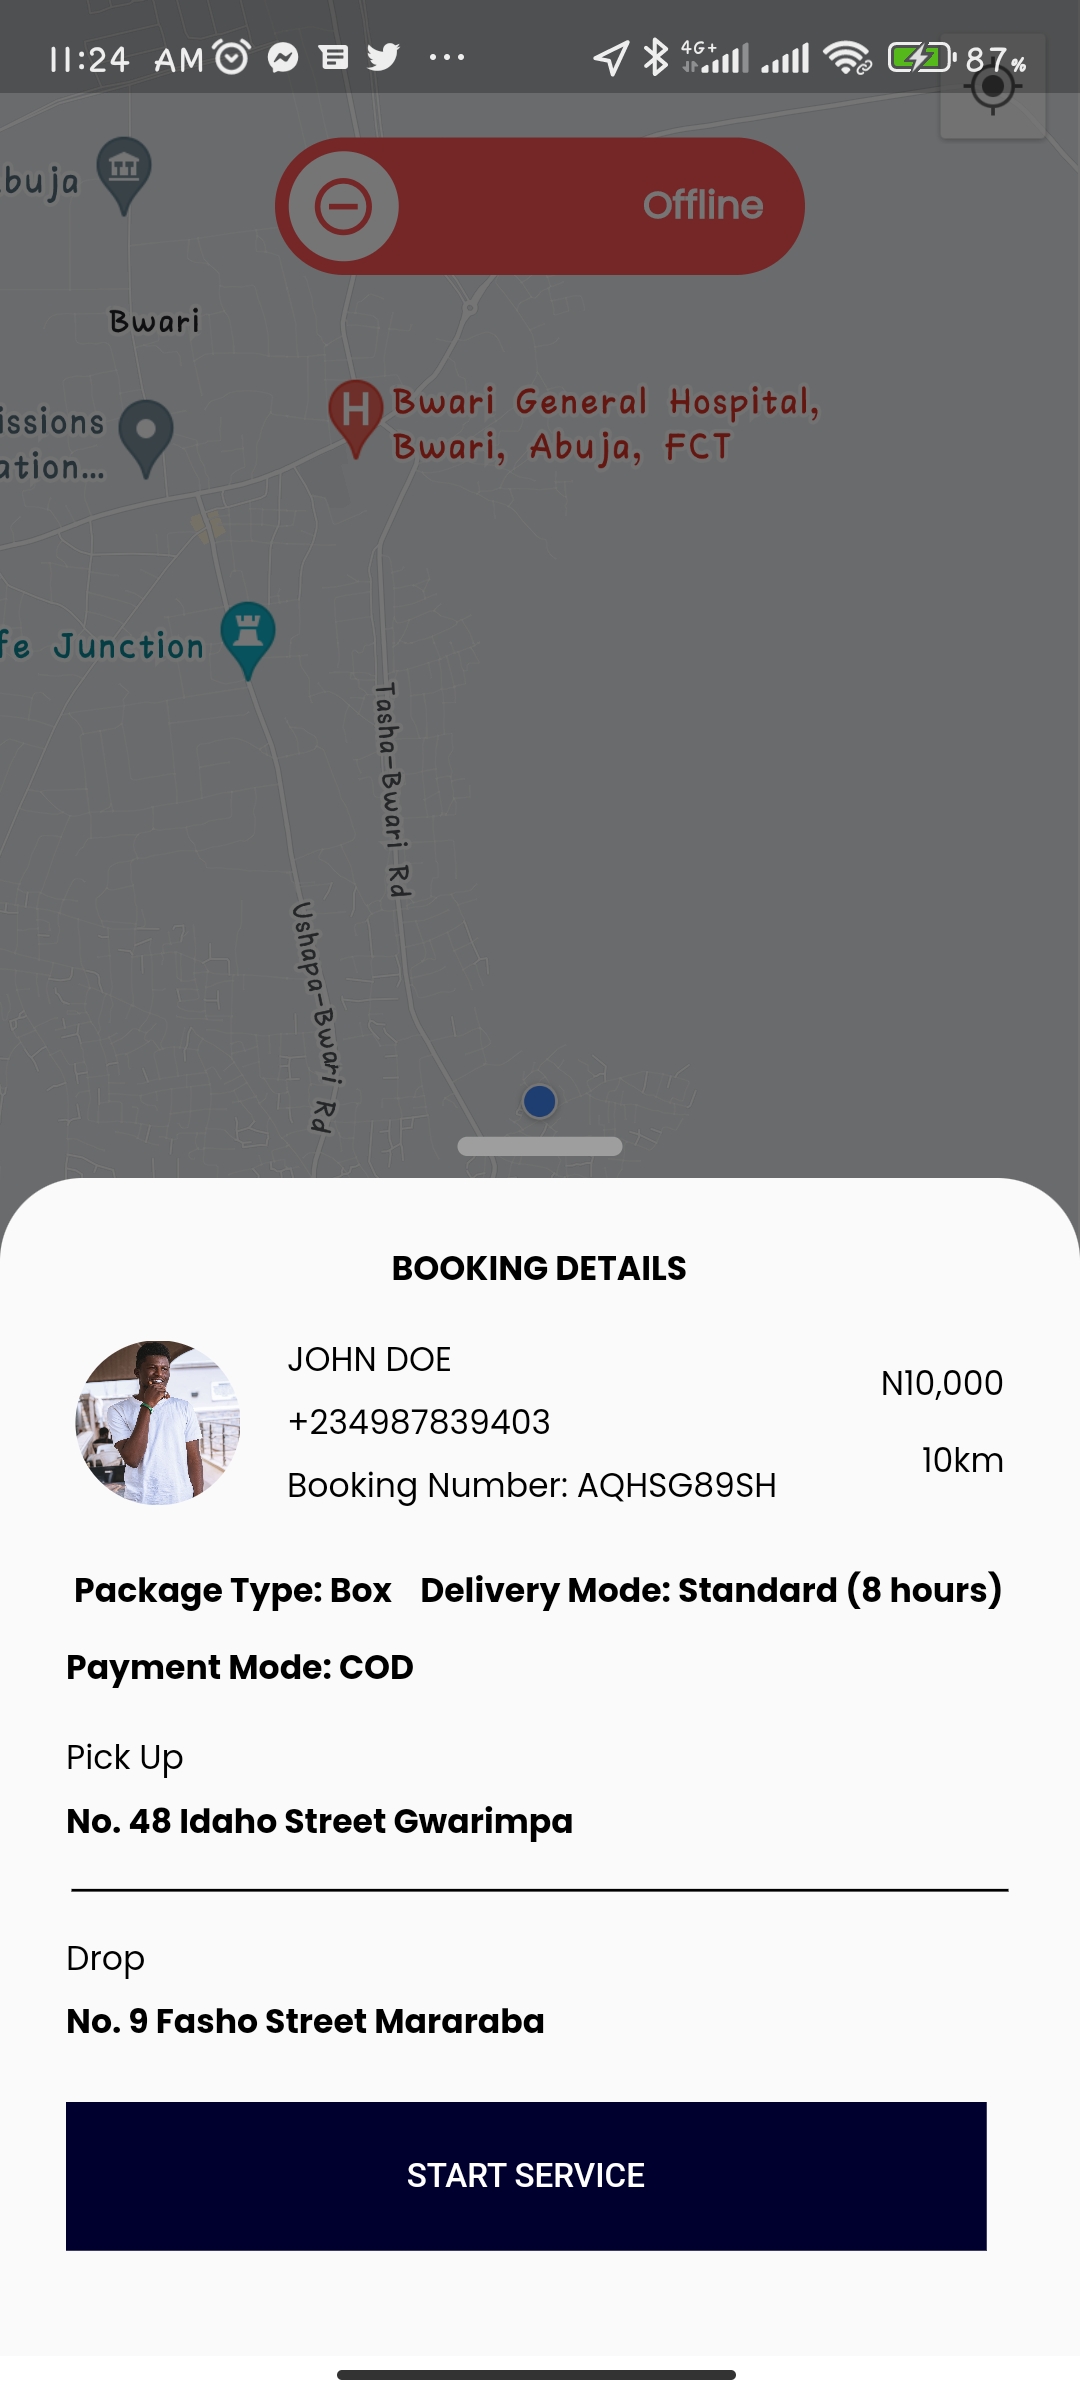 11:24 AM
4G+
87%
buja
Offline
Bwari
Bwari General Hospital,
Bwari, Abuja, FCT
issions
ation...
fe Junction
Tasha-Bwari Rd
Ushapa-Bwari Rd
BOOKING DETAILS
JOHN DOE
+234987839403
Booking Number: AQHSG89SH
N10,000
10km
Package Type: Box Delivery Mode: Standard (8 hours)
Payment Mode: COD
Pick Up
No. 48 Idaho Street Gwarimpa
Drop
No. 9 Fasho Street Mararaba
START SERVICE